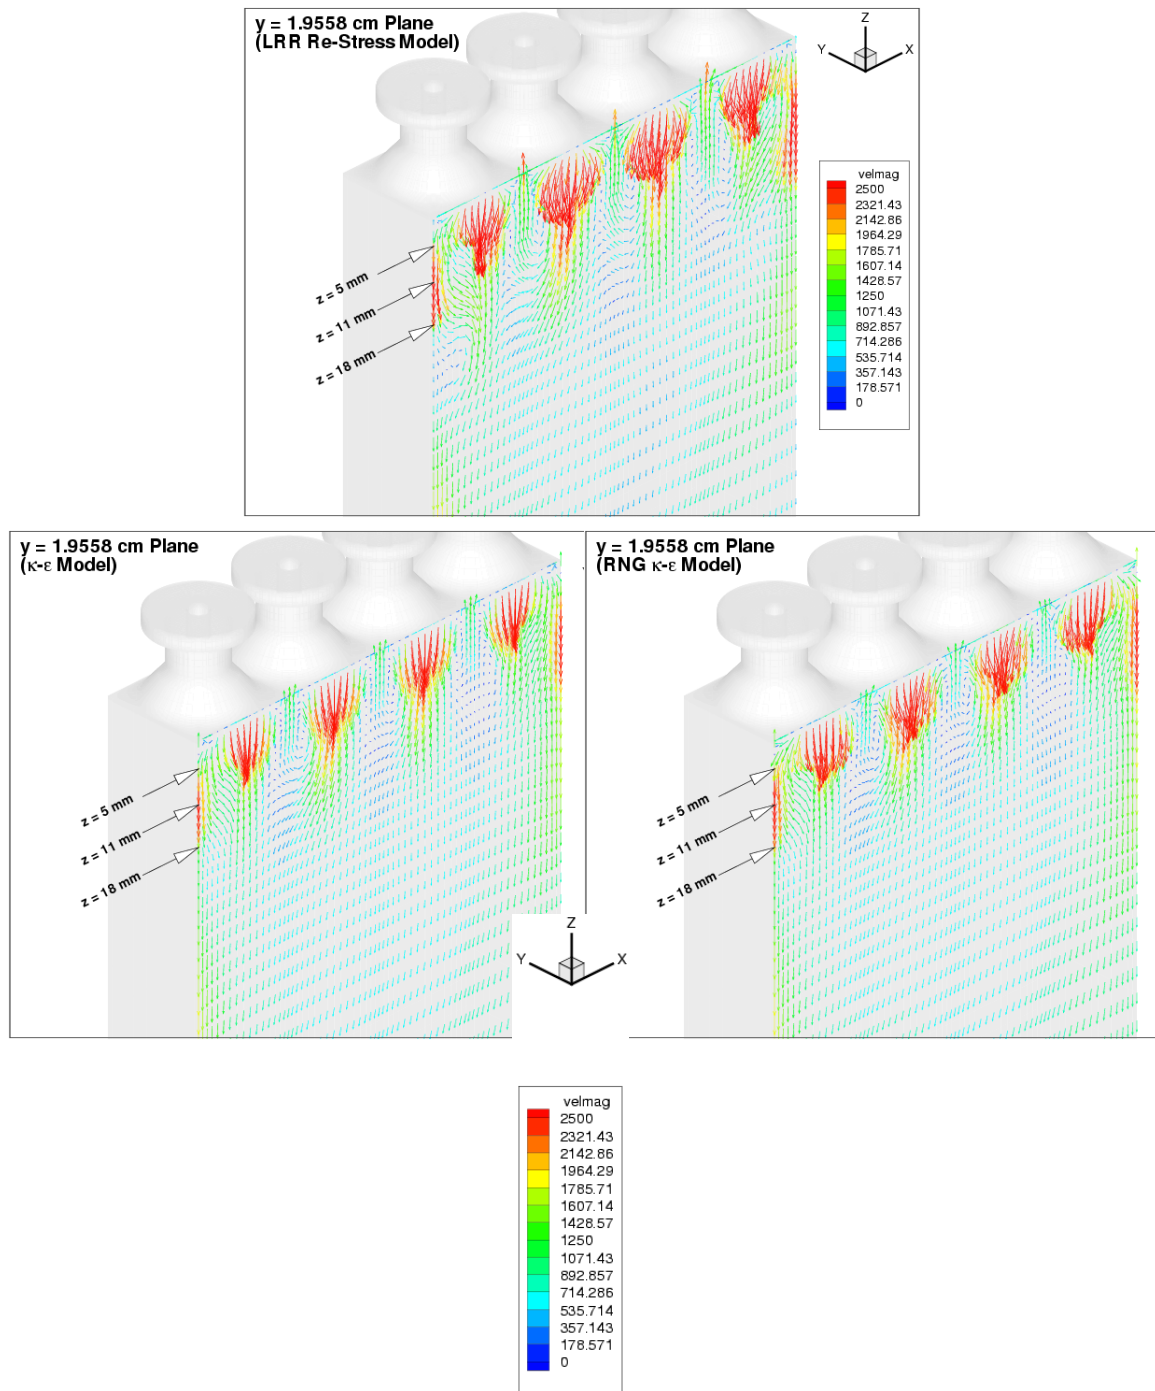 y = 1.9558 cm Plane
(LRR Re-Stress Model)
Z
Y
X
velmag
2500
2321.43
2142.86
1964.29
1785.71
1607.14
1428.57
1250
1071.43
892.857
714.286
535.714
357.143
178.571
0
z = 5 mm
z = 11 mm
z = 18 mm
y = 1.9558 cm Plane
(κ-ε Model)
z = 5 mm
z = 11 mm
z = 18 mm
y = 1.9558 cm Plane
(RNG κ-ε Model)
z = 5 mm
z = 11 mm
z = 18 mm
Z
Y
X
velmag
2500
2321.43
2142.86
1964.29
1785.71
1607.14
1428.57
1250
1071.43
892.857
714.286
535.714
357.143
178.571
0